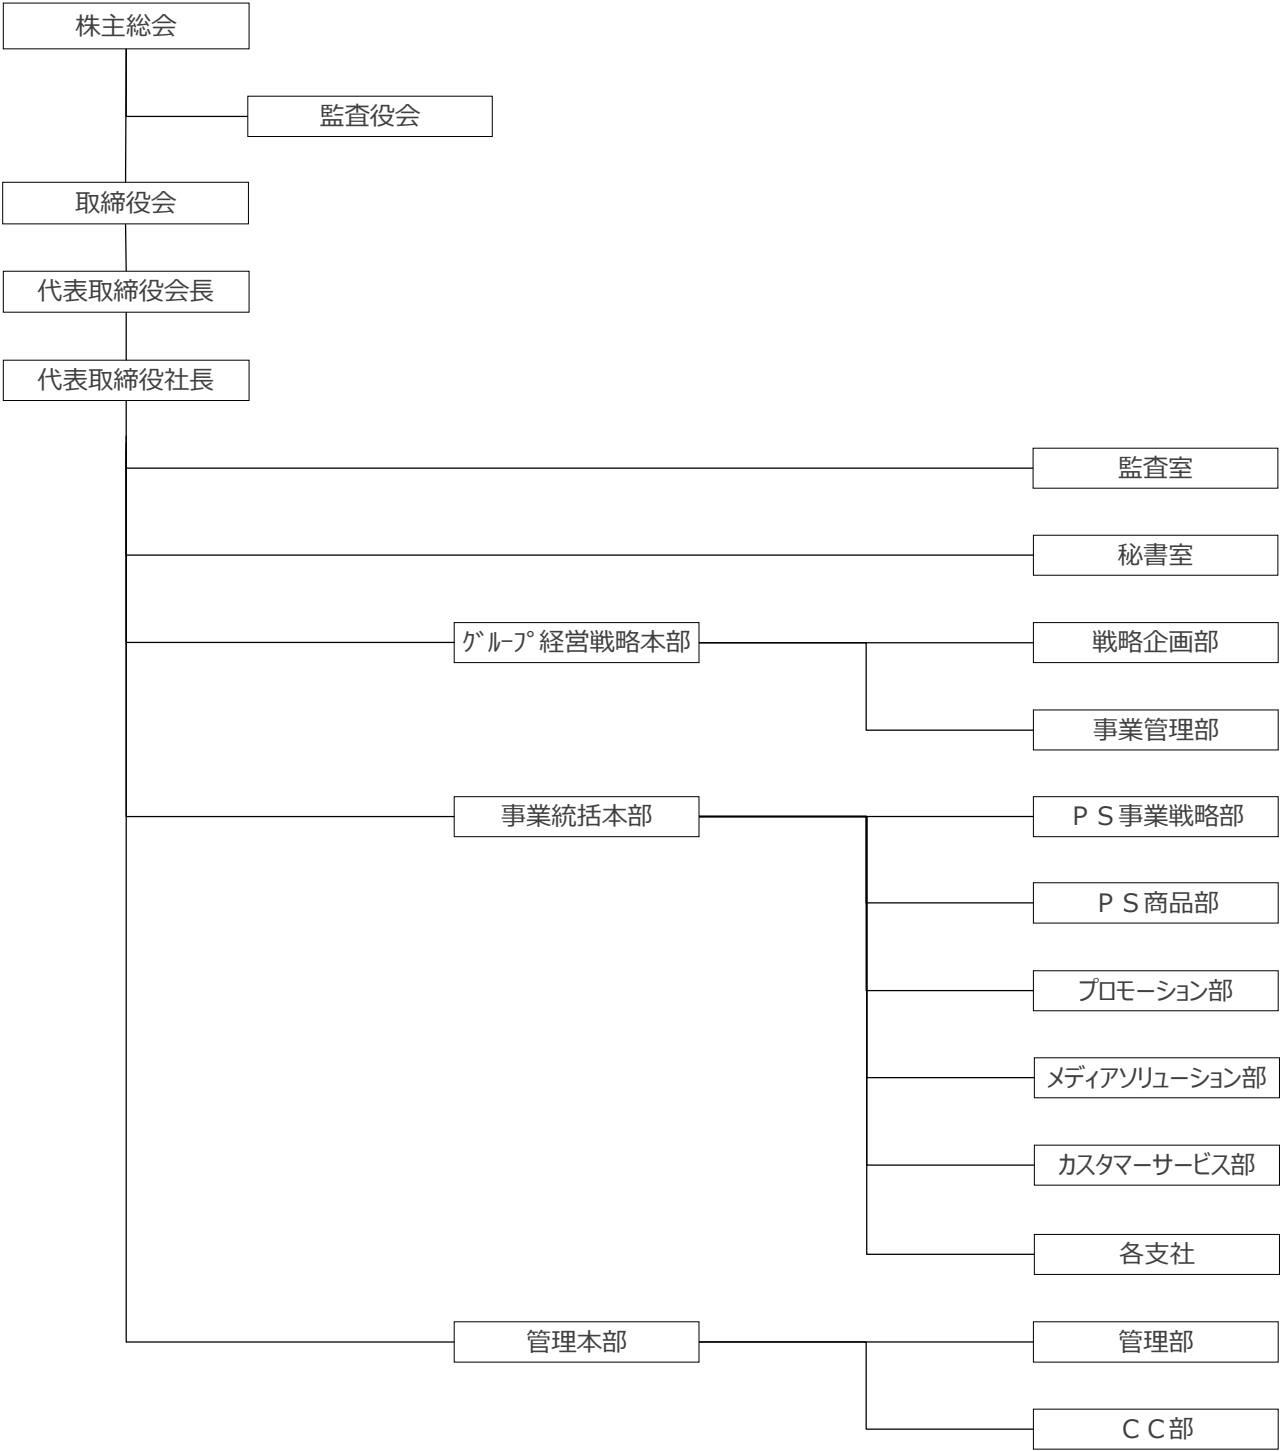 株主総会
監査役会
取締役会
代表取締役会長
代表取締役社長
監査室
秘書室
ｸﾞﾙｰﾌﾟ経営戦略本部
戦略企画部
事業管理部
事業統括本部
ＰＳ事業戦略部
ＰＳ商品部
プロモーション部
メディアソリューション部
カスタマーサービス部
各支社
管理本部
管理部
ＣＣ部